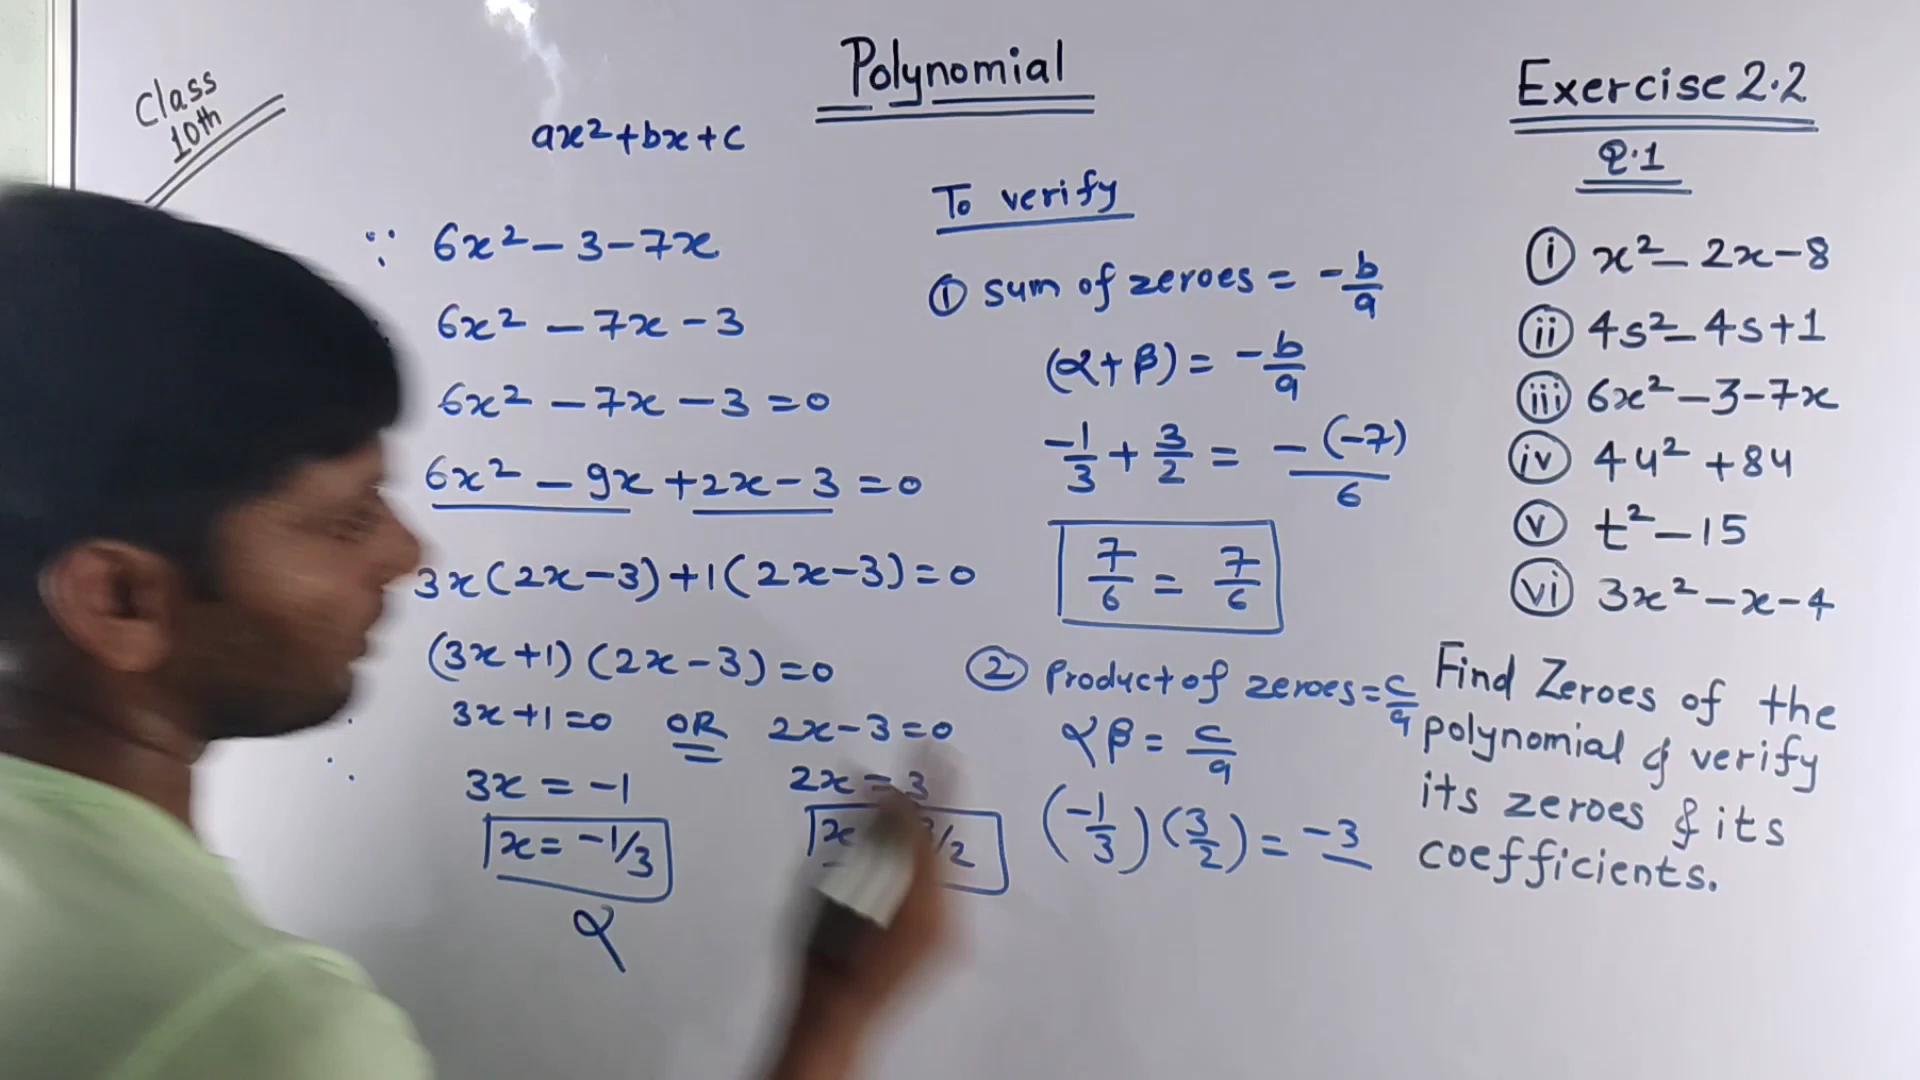 Class
10th
Polynomial
ax²+bx+c
∵ 6x²-3-7x
6x² - 7x - 3
6x² - 7x - 3 = 0
6x² - 9x + 2x - 3 = 0
3x(2x-3)+1(2x-3)=0
(3x+1)(2x-3)=0
3x+1=0 OR 2x-3=0
3x = -1 2x = 3
x = -1/3
α
To verify
① Sum of zeroes = -b/a
(α+β) = -b/a
-1/3 + 3/2 = -(-7)/6
7/6 = 7/6
② Product of zeroes = c/a
αβ = c/a
(-1/3)(3/2) = -3
Exercise 2.2
Q.1
(i) x²-2x-8
(ii) 4s²-4s+1
(iii) 6x²-3-7x
(iv) 4u²+8u
(v) t²-15
(vi) 3x²-x-4
Find Zeroes of the
polynomial & verify
its zeroes & its
coefficients.